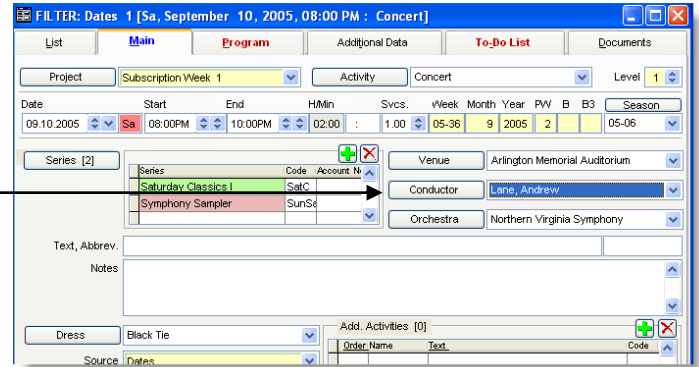 FILTER: Dates 1 [Sa, September 10, 2005, 08:00 PM : Concert]
List Main Program Additional Data To-Do List Documents
Project Subscription Week 1 Activity Concert Level 1
Date Start End H/Min Svcs. Week Month Year PW B B3 Season
09.10.2005 Sa 08:00PM 10:00PM 02:00 : 1.00 05-36 9 2005 2 05-06
Series [2] Venue Arlington Memorial Auditorium
Series Code Account
Saturday Classics I SatC Conductor Lane, Andrew
Symphony Sampler SunSa
Orchestra Northern Virginia Symphony
Text, Abbrev.
Notes
Dress Black Tie Add. Activities [0]
Order Name Text Code
Source Dates